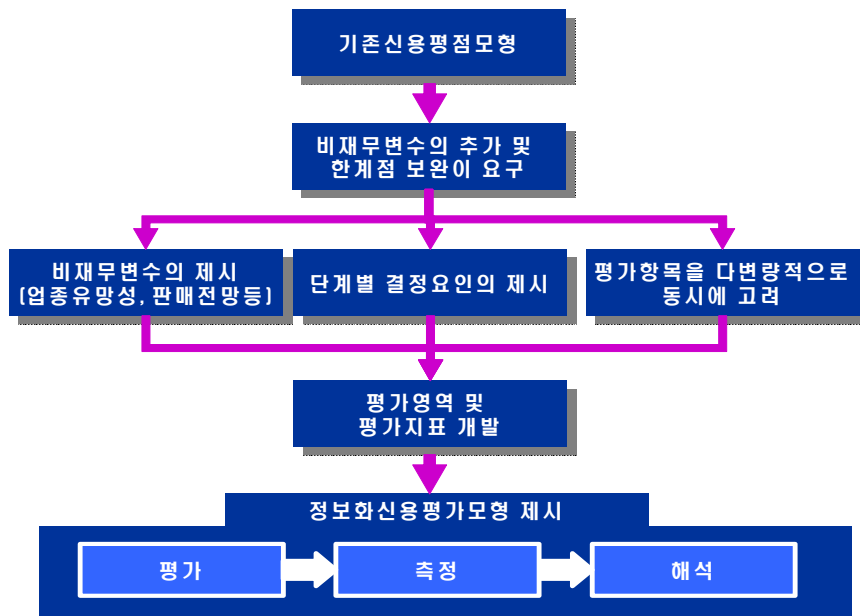 기존신용평점모형
비재무변수의 추가 및
한계점 보완이 요구
비재무변수의 제시
(업종유망성, 판매전망등)
단계별 결정요인의 제시
평가항목을 다변량적으로
동시에 고려
평가영역 및
평가지표 개발
정보화신용평가모형 제시
평가
측정
해석